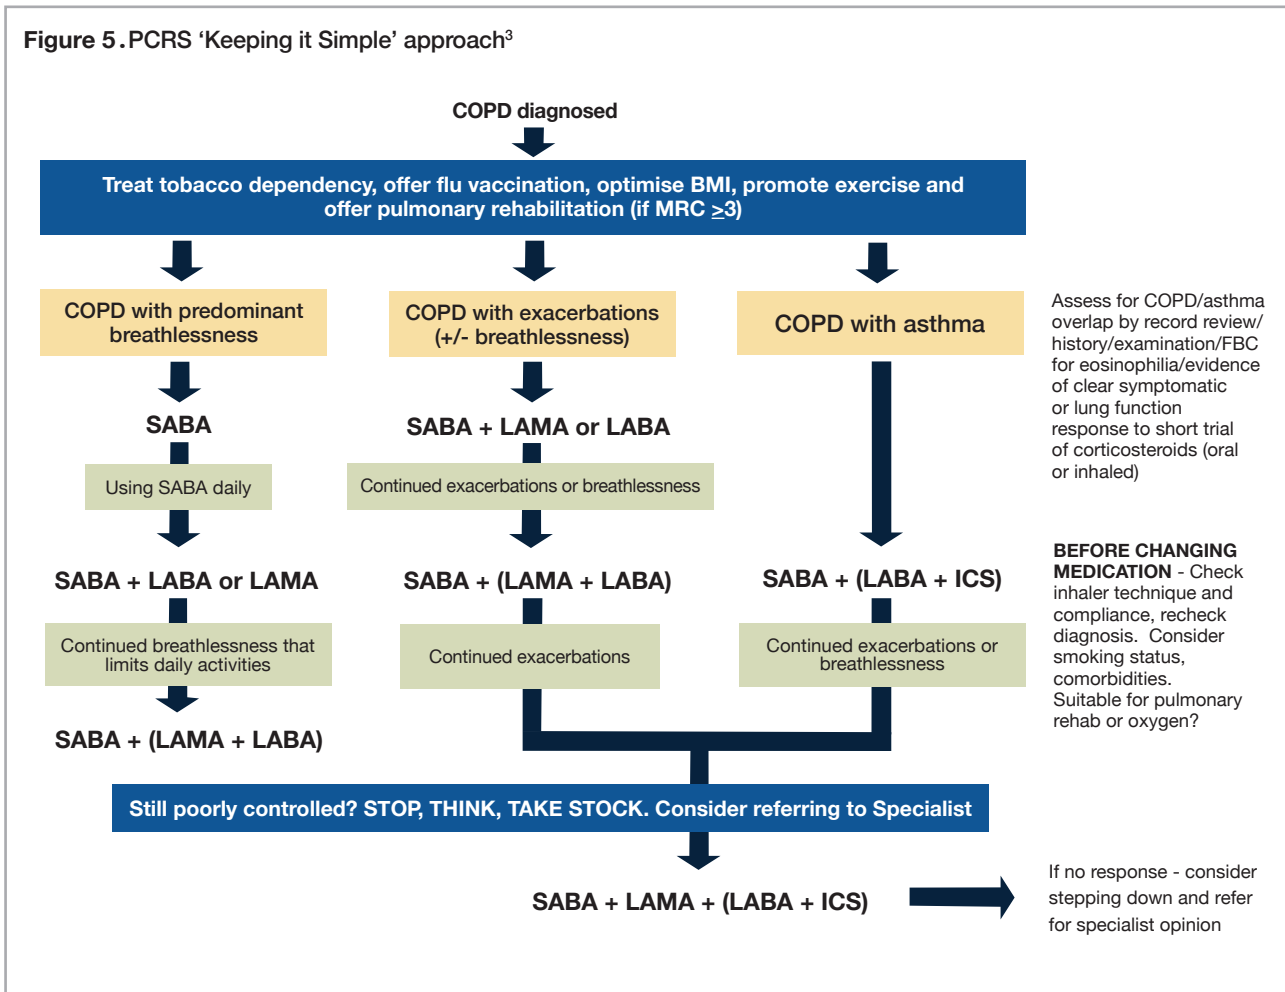 Figure 5.PCRS ‘Keeping it Simple’ approach3
COPD diagnosed
Treat tobacco dependency, offer flu vaccination, optimise BMI, promote exercise and
offer pulmonary rehabilitation (if MRC ≥3)
COPD with predominant
breathlessness
COPD with exacerbations
(+/- breathlessness)
COPD with asthma
Assess for COPD/asthma
overlap by record review/
history/examination/FBC
for eosinophilia/evidence
of clear symptomatic
or lung function
response to short trial
of corticosteroids (oral
or inhaled)
SABA
SABA + LAMA or LABA
Using SABA daily
Continued exacerbations or breathlessness
SABA + LABA or LAMA
SABA + (LAMA + LABA)
SABA + (LABA + ICS)
BEFORE CHANGING
MEDICATION - Check
inhaler technique and
compliance, recheck
diagnosis. Consider
smoking status,
comorbidities.
Suitable for pulmonary
rehab or oxygen?
Continued breathlessness that
limits daily activities
Continued exacerbations
Continued exacerbations or
breathlessness
SABA + (LAMA + LABA)
Still poorly controlled? STOP, THINK, TAKE STOCK. Consider referring to Specialist
SABA + LAMA + (LABA + ICS)
If no response - consider
stepping down and refer
for specialist opinion